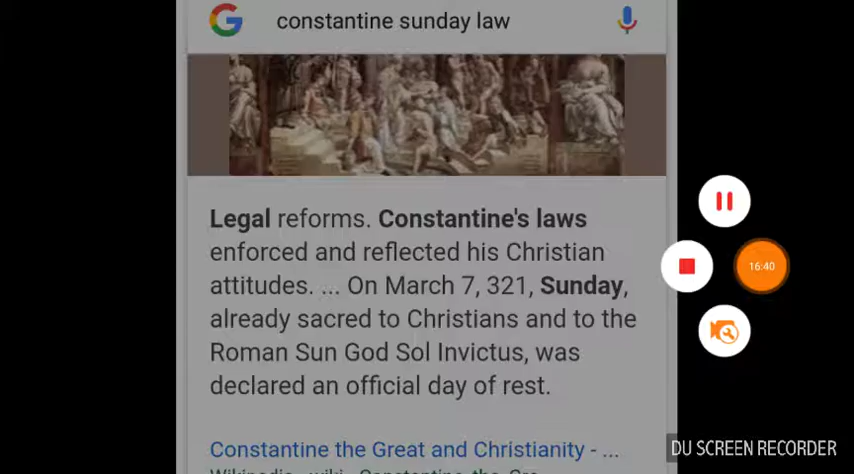 constantine sunday law
Legal reforms. Constantine's laws
enforced and reflected his Christian
attitudes. ... On March 7, 321, Sunday,
already sacred to Christians and to the
Roman Sun God Sol Invictus, was
declared an official day of rest.
16:40
Constantine the Great and Christianity - ...
DU SCREEN RECORDER